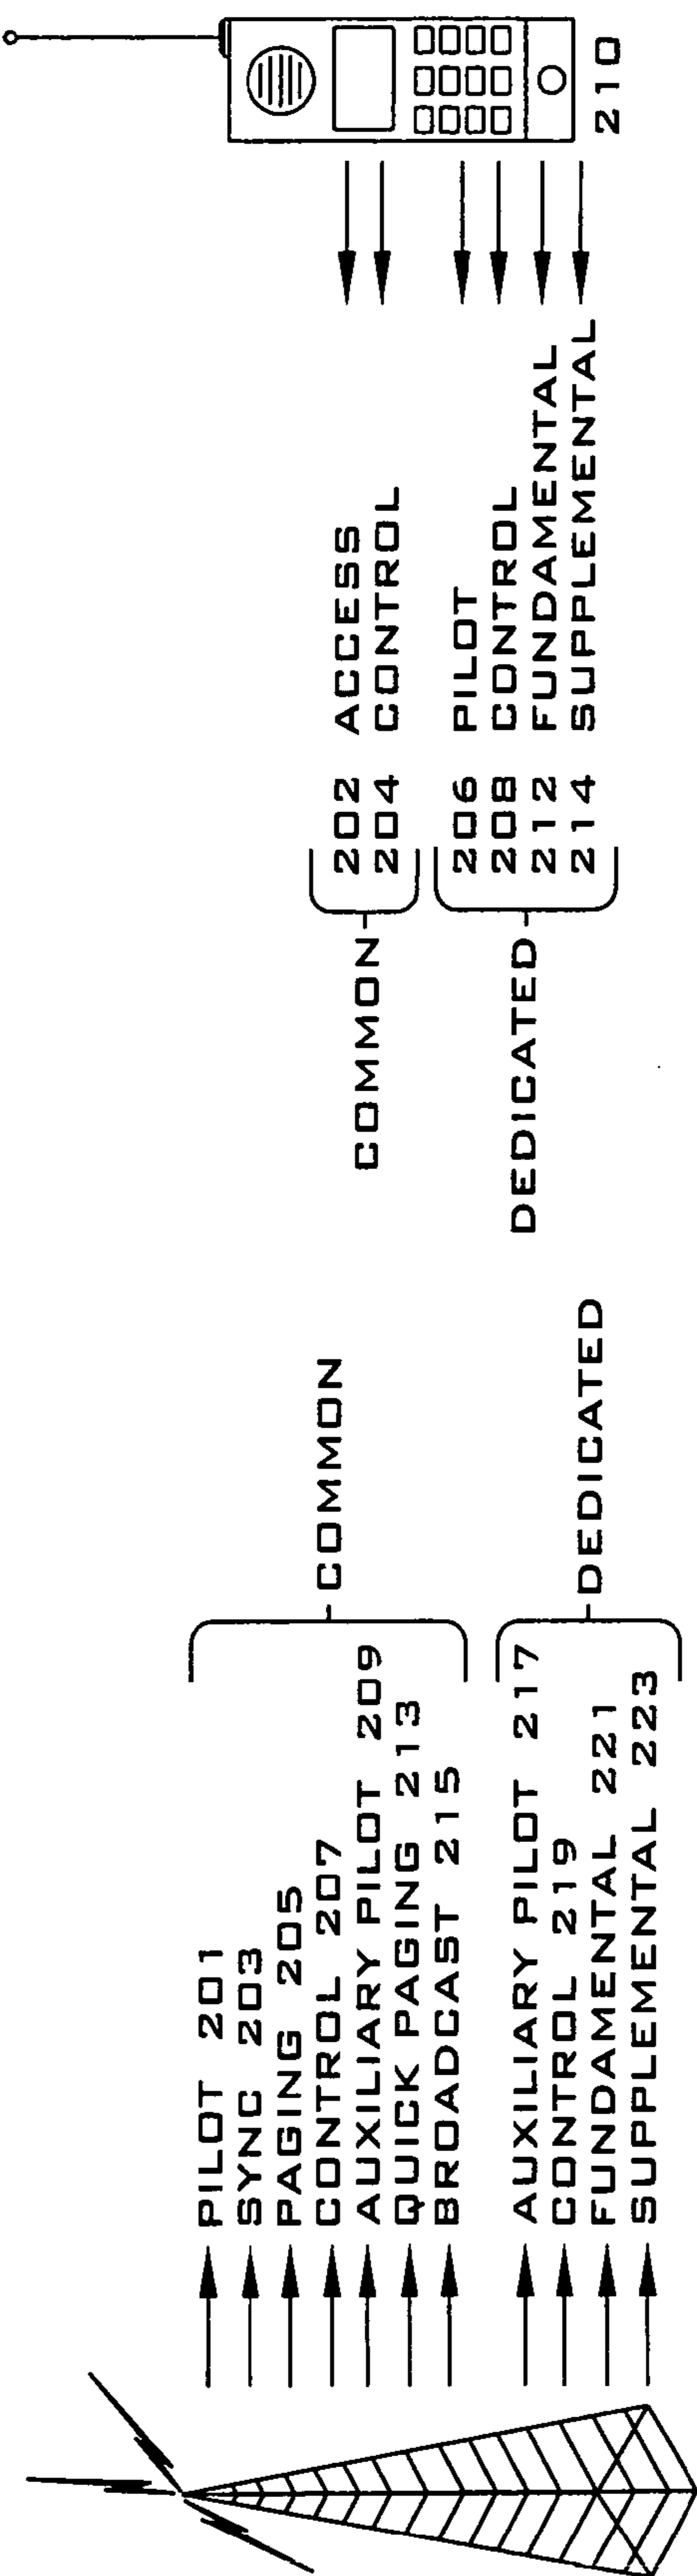 PILOT 201
SYNC 203
PAGING 205
CONTROL 207
AUXILIARY PILOT 209
QUICK PAGING 213
BROADCAST 215
COMMON
AUXILIARY PILOT 217
CONTROL 219
FUNDAMENTAL 221
SUPPLEMENTAL 223
DEDICATED
COMMON
202 ACCESS
204 CONTROL
DEDICATED
206 PILOT
208 CONTROL
212 FUNDAMENTAL
214 SUPPLEMENTAL
210